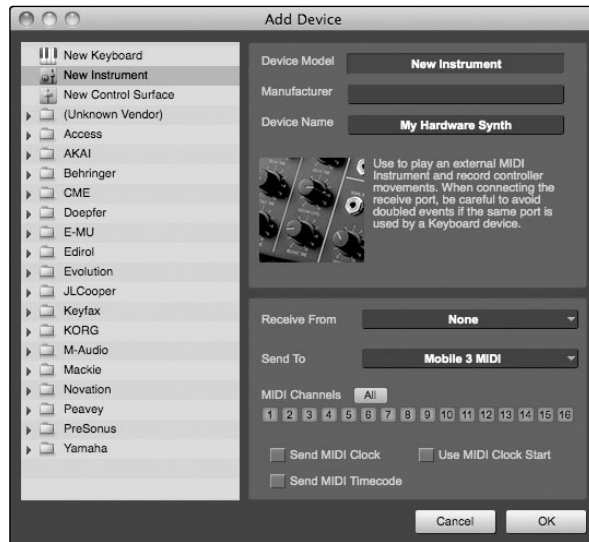 Add Device
New Keyboard
New Instrument
New Control Surface
(Unknown Vendor)
Access
AKAI
Behringer
CME
Doepfer
E-MU
Edirol
Evolution
JLCooper
Keyfax
KORG
M-Audio
Mackie
Novation
Peavey
PreSonus
Yamaha
Device Model New Instrument
Manufacturer
Device Name My Hardware Synth
Use to play an external MIDI
Instrument and record controller
movements. When connecting the
receive port, be careful to avoid
doubled events if the same port is
used by a Keyboard device.
Receive From None
Send To Mobile 3 MIDI
MIDI Channels All
1 2 3 4 5 6 7 8 9 10 11 12 13 14 15 16
Send MIDI Clock Use MIDI Clock Start
Send MIDI Timecode
Cancel OK